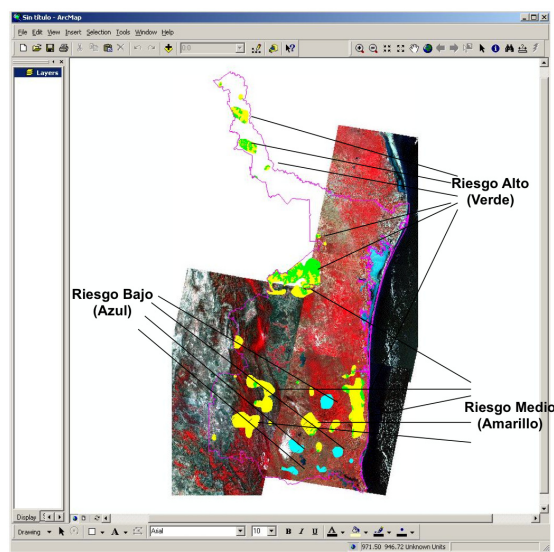 Sin título - ArcMap
File Edit View Insert Selection Tools Window Help
Layers
Riesgo Alto
(Verde)
Riesgo Bajo
(Azul)
Riesgo Medio
(Amarillo)
Display
Drawing
A
Arial
10
B I U
A
971.50 946.72 Unknown Units